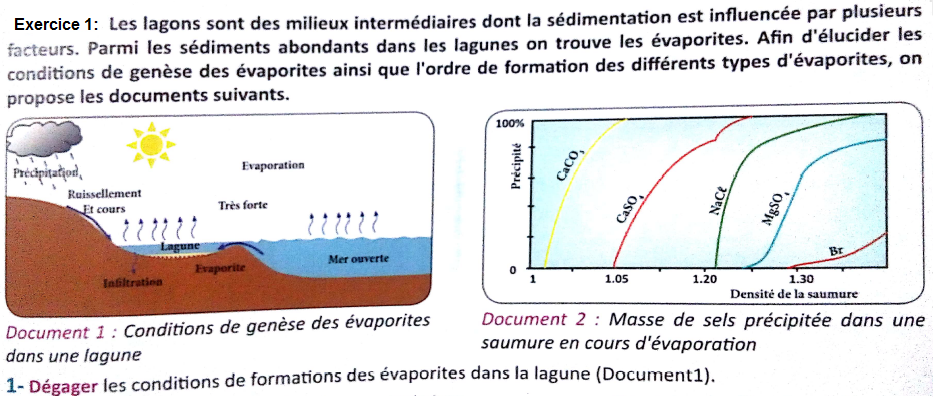 Exercice 1: Les lagons sont des milieux intermédiaires dont la sédimentation est influencée par plusieurs
facteurs. Parmi les sédiments abondants dans les lagunes on trouve les évaporites. Afin d'élucider les
conditions de genèse des évaporites ainsi que l'ordre de formation des différents types d'évaporites, on
propose les documents suivants.
Précipitation
Evaporation
Ruissellement
Et cours
Très forte
Lagune
Evaporite
Mer ouverte
Infiltration
Document 1 : Conditions de genèse des évaporites
dans une lagune
100%
Précipité
0
CaCO₃
CaSO₄
NaCℓ
MgSO₄
Br
1 1.05 1.20 1.30
Densité de la saumure
Document 2 : Masse de sels précipitée dans une
saumure en cours d'évaporation
1- Dégager les conditions de formations des évaporites dans la lagune (Document1).